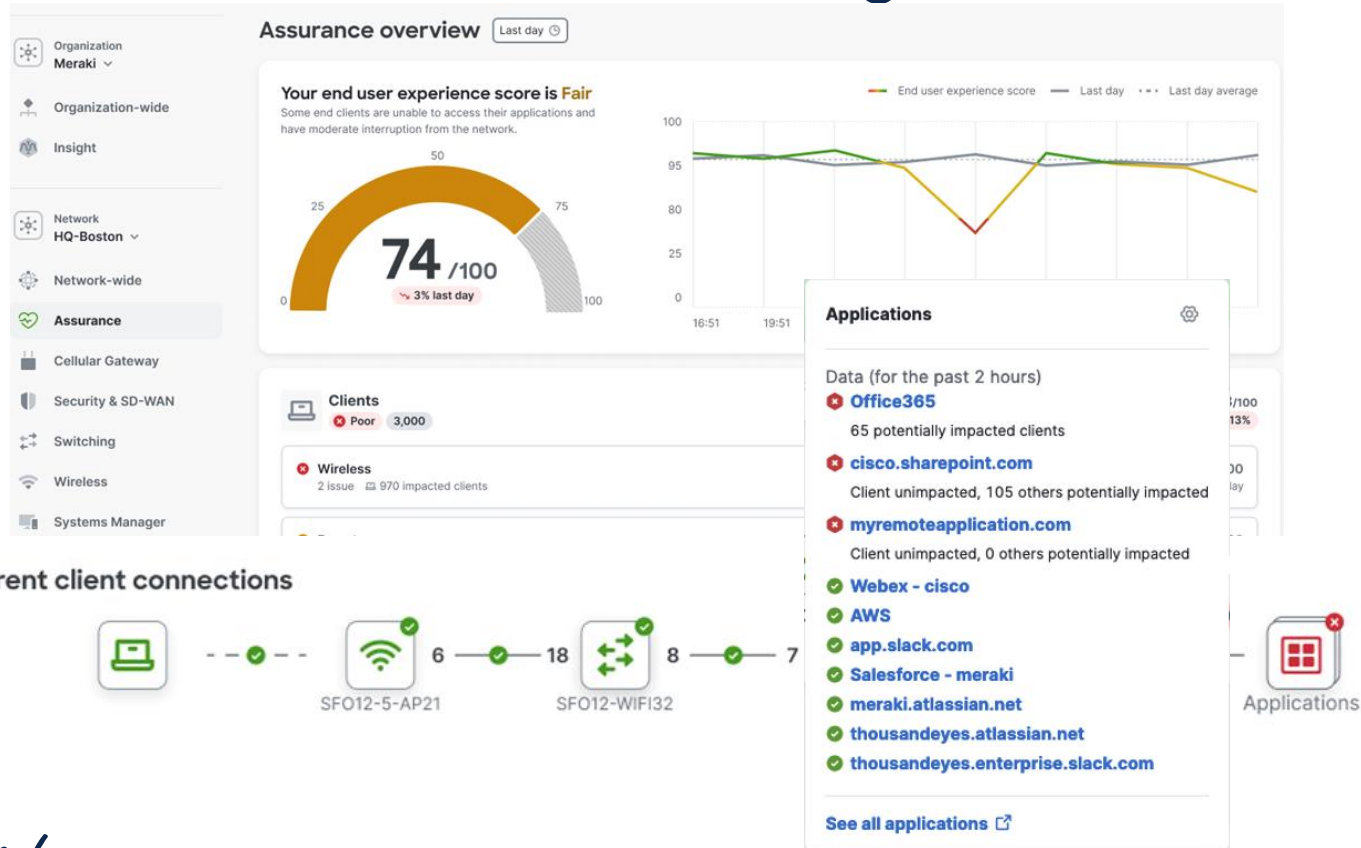 Organization
Meraki
Organization-wide
Insight
Network
HQ-Boston
Network-wide
Assurance
Cellular Gateway
Security & SD-WAN
Switching
Wireless
Systems Manager
Assurance overview Last day
Your end user experience score is Fair
Some end clients are unable to access their applications and
have moderate interruption from the network.
0
25
50
75
100
74 /100
3% last day
End user experience score Last day Last day average
100
95
80
25
0
16:51 19:51
Clients
Poor 3,000
/100
13%
Wireless
2 issue 970 impacted clients
Applications
Data (for the past 2 hours)
Office365
65 potentially impacted clients
cisco.sharepoint.com
Client unimpacted, 105 others potentially impacted
myremoteapplication.com
Client unimpacted, 0 others potentially impacted
Webex - cisco
AWS
app.slack.com
Salesforce - meraki
meraki.atlassian.net
thousandeyes.atlassian.net
thousandeyes.enterprise.slack.com
See all applications
rent client connections
6 18 8 7
SFO12-5-AP21 SFO12-WIFI32 Applications